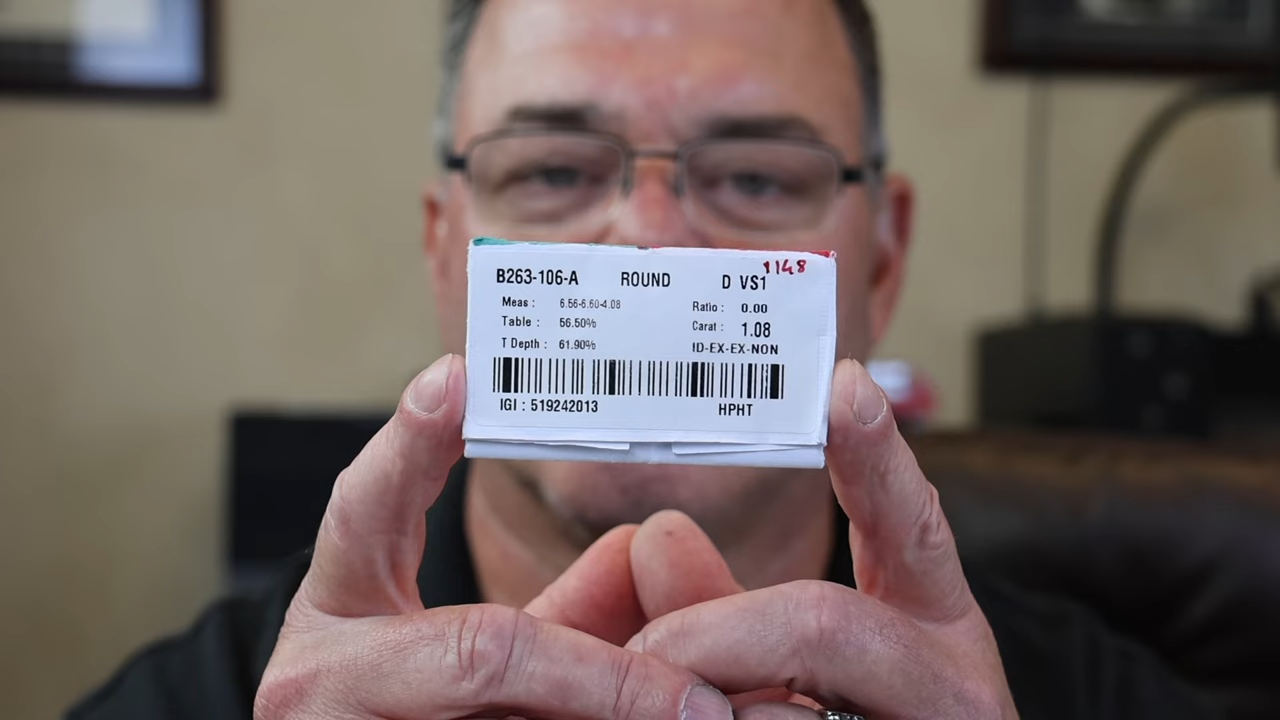 1148
B263-106-A ROUND D VS1
Meas : 6.56-6.60-4.08 Ratio : 0.00
Table : 56.50% Carat : 1.08
T Depth : 61.90% ID-EX-EX-NON
IGI : 519242013 HPHT